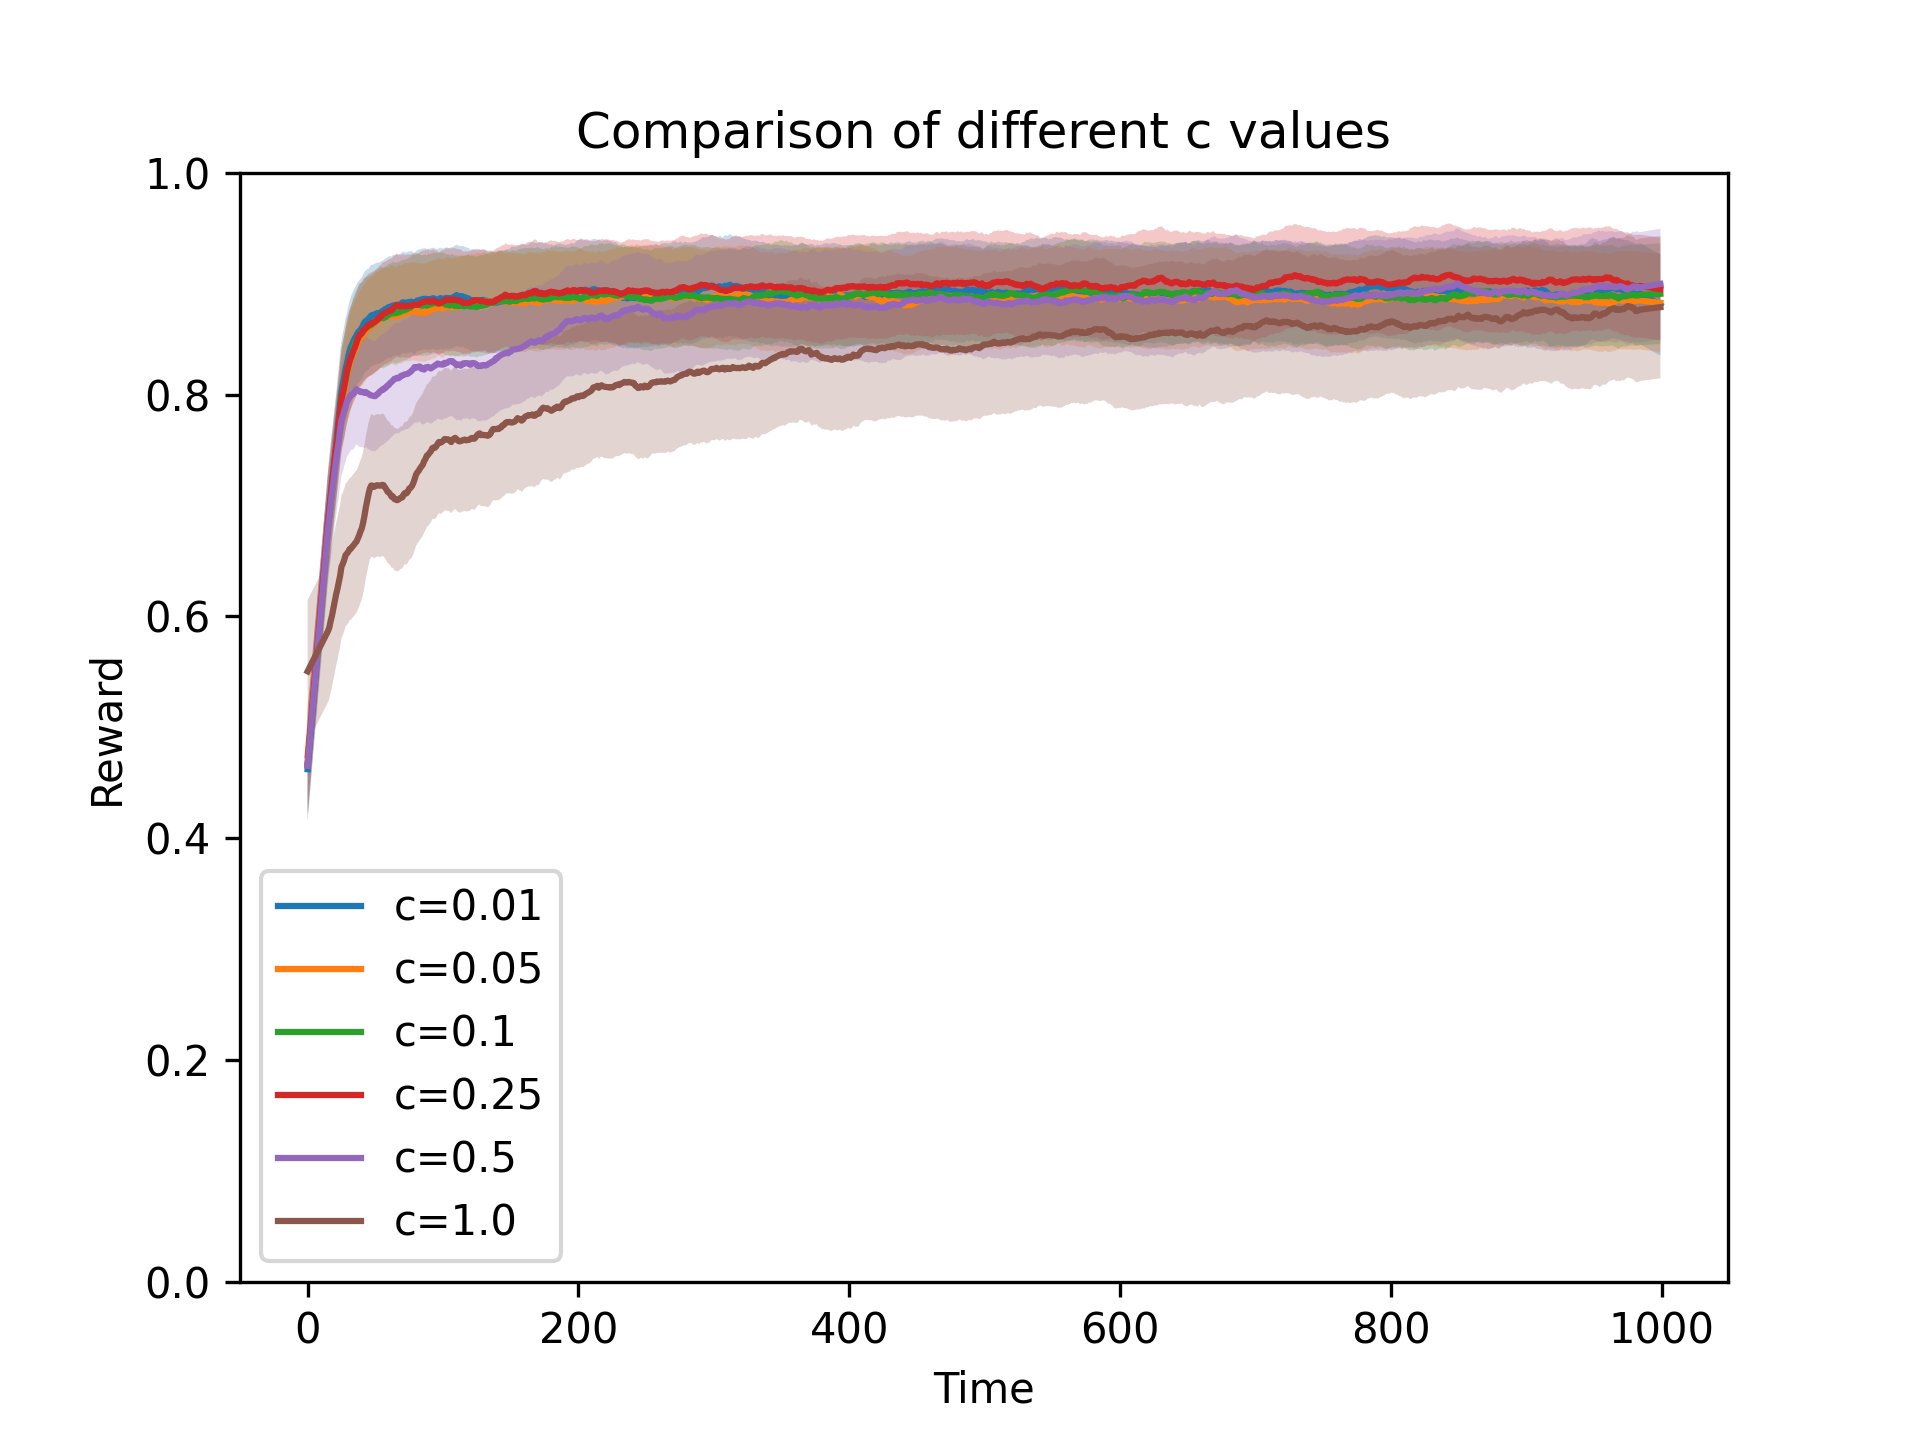 Comparison of different c values
1.0
0.8
0.6
0.4
0.2
0.0
Reward
c=0.01
c=0.05
c=0.1
c=0.25
c=0.5
c=1.0
0 200 400 600 800 1000
Time